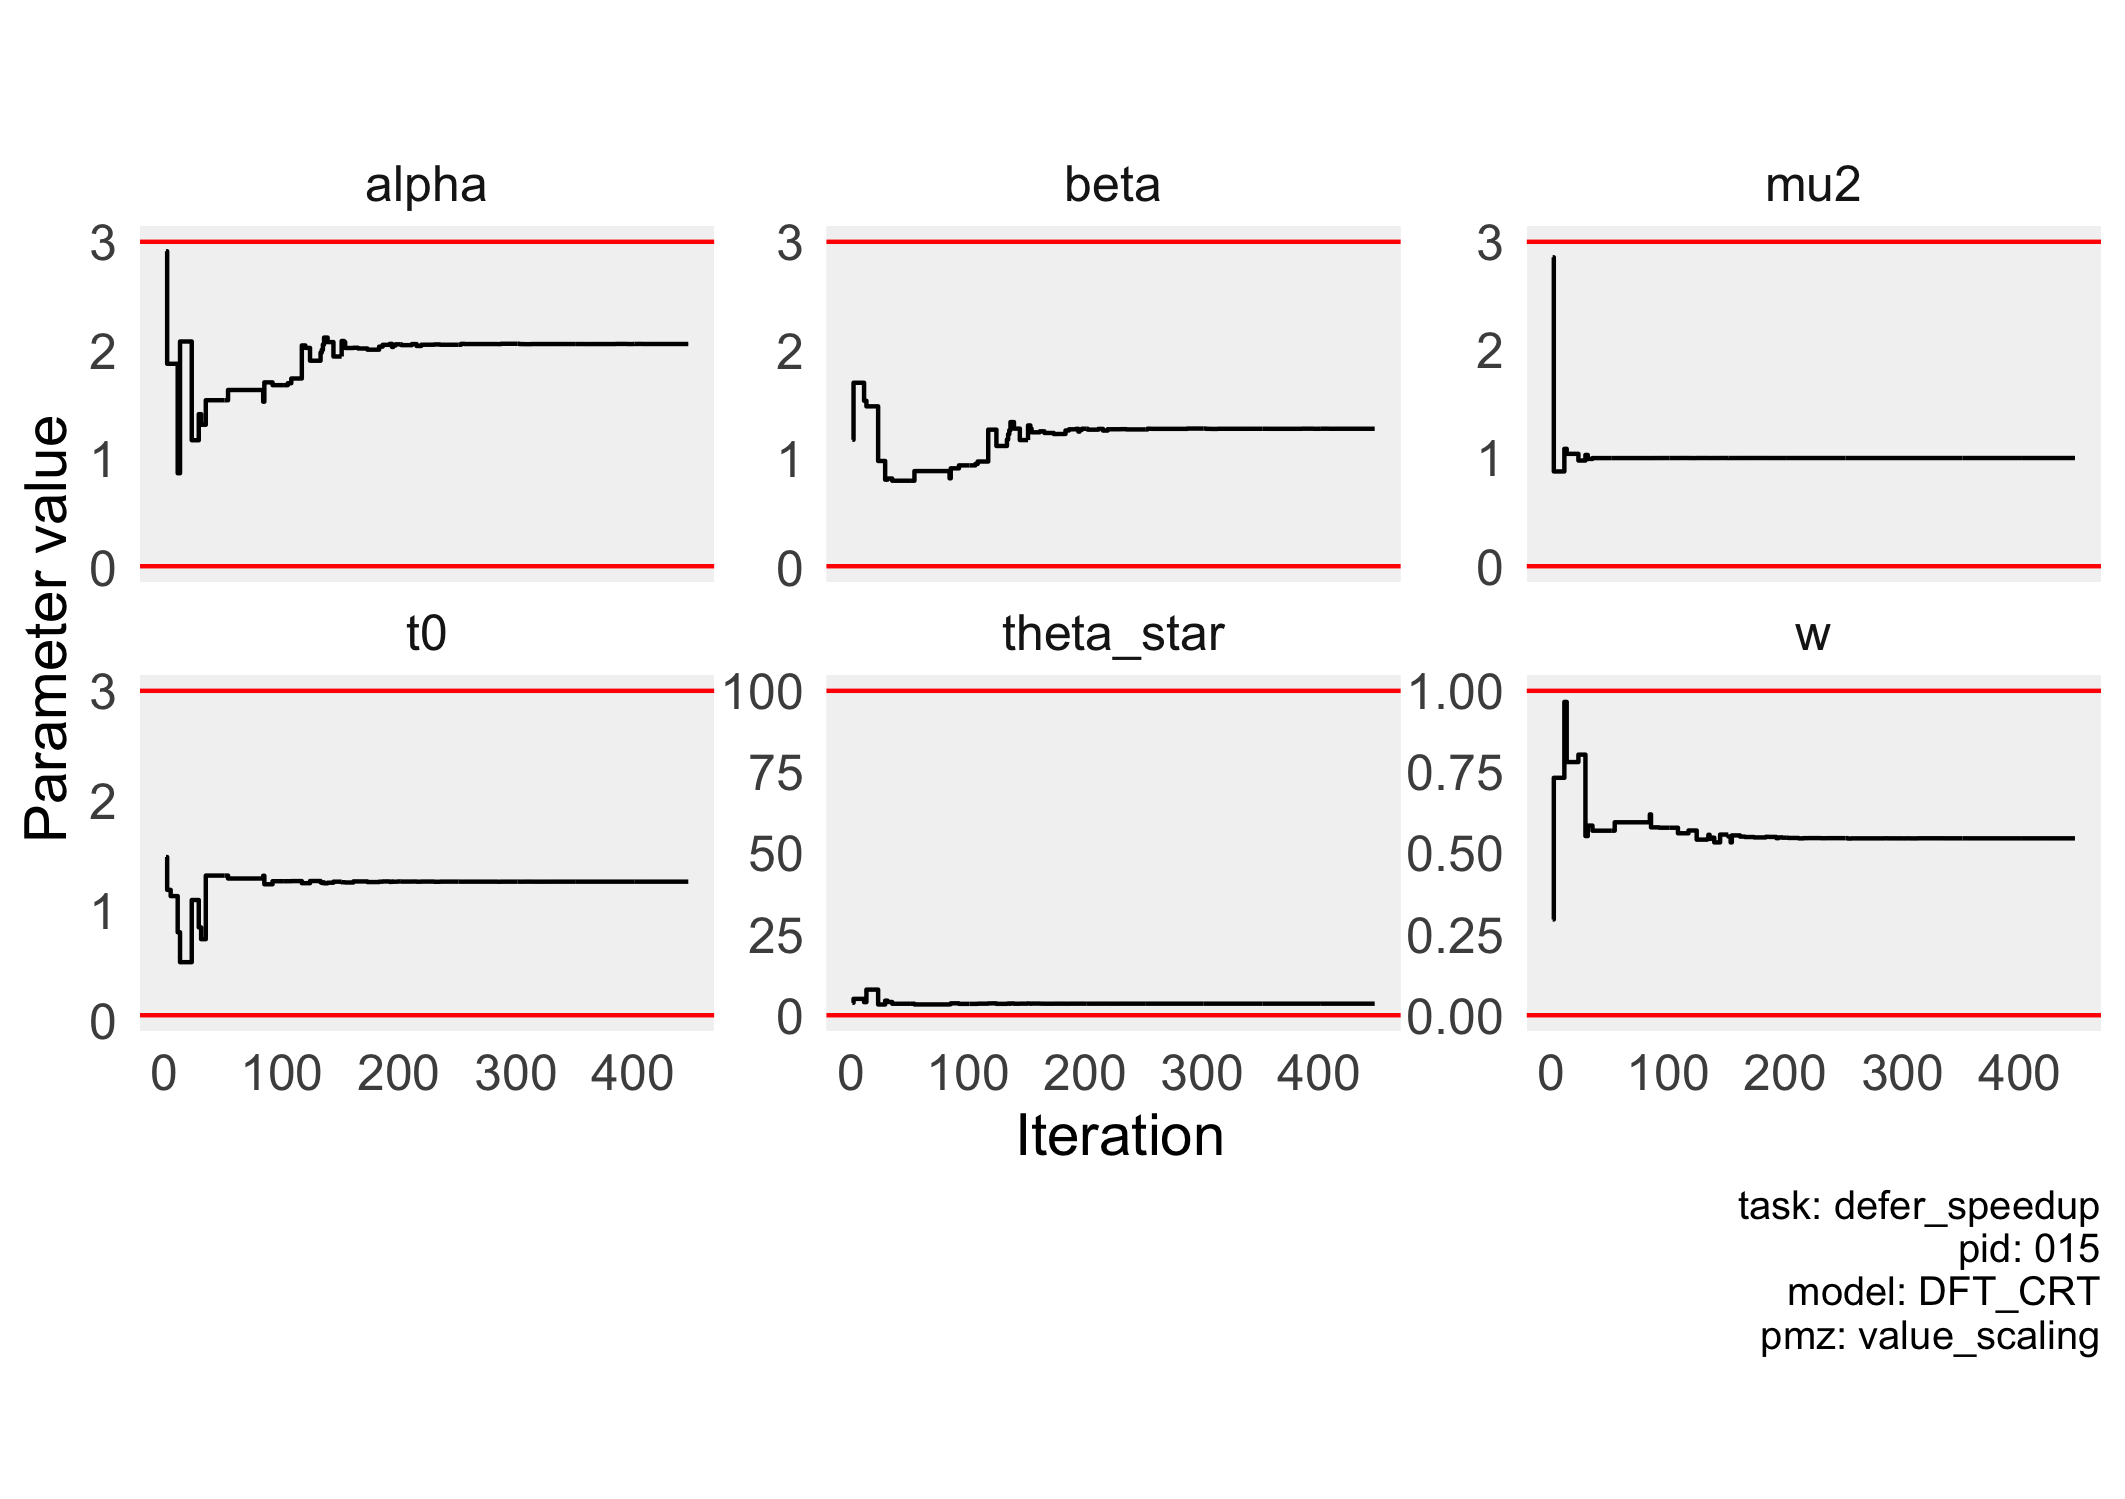 alpha
beta
mu2
3
2
1
0
3
2
1
0
3
2
1
0
Parameter value
t0
theta_star
w
3
2
1
0
100
75
50
25
0
1.00
0.75
0.50
0.25
0.00
0 100 200 300 400
0 100 200 300 400
0 100 200 300 400
Iteration
task: defer_speedup
pid: 015
model: DFT_CRT
pmz: value_scaling